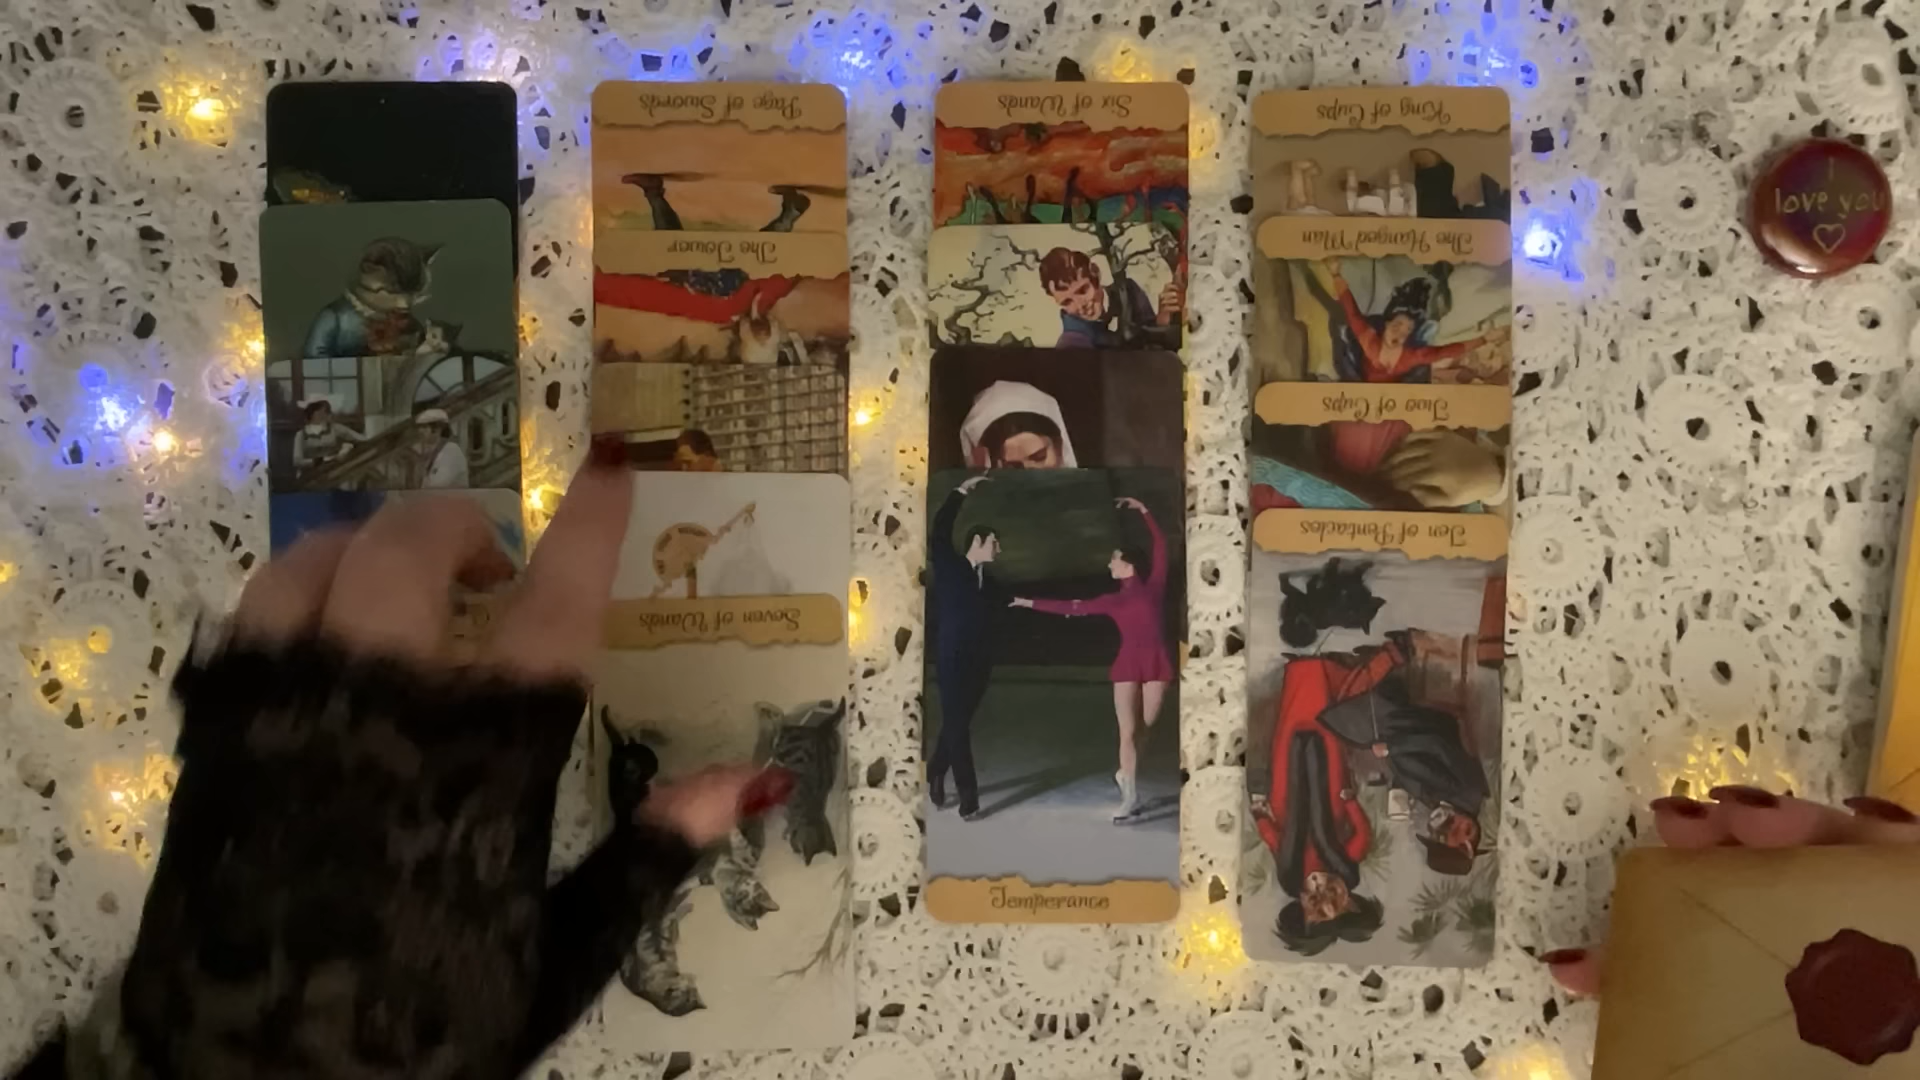 Page of Swords
Six of Wands
King of Cups
I
love you
The Tower
The Hanged Man
Two of Cups
Ten of Pentacles
Seven of Wands
Temperance